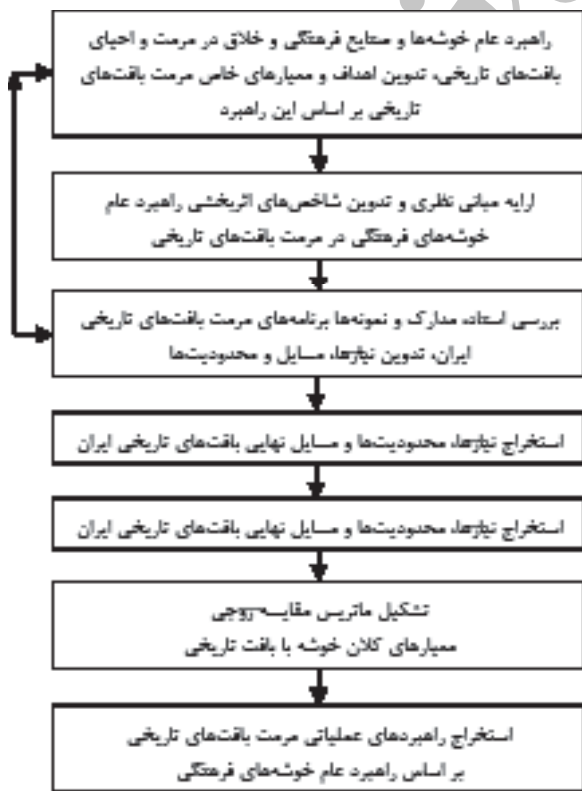 راهبرد عام خوشه‌ها و صنایع فرهنگی و خلاق در مرمت و احیای
بافت‌های تاریخی، تدوین اهداف و معیارهای خاص مرمت بافت‌های
تاریخی بر اساس این راهبرد
ارایه مبانی نظری و تدوین شاخص‌های اثربخشی راهبرد عام
خوشه‌های فرهنگی در مرمت بافت‌های تاریخی
بررسی اسناد، مدارک و نمونه‌ها برنامه‌های مرمت بافت‌های تاریخی
ایران، تدوین نیازها، مسایل و محدودیت‌ها
استخراج نیازها، محدودیت‌ها و مسایل نهایی بافت‌های تاریخی ایران
استخراج نیازها، محدودیت‌ها و مسایل نهایی بافت‌های تاریخی ایران
تشکیل ماتریس مقایسه زوجی
معیارهای کلان خوشه با بافت تاریخی
استخراج راهبردهای عملیاتی مرمت بافت‌های تاریخی
بر اساس راهبرد عام خوشه‌های فرهنگی